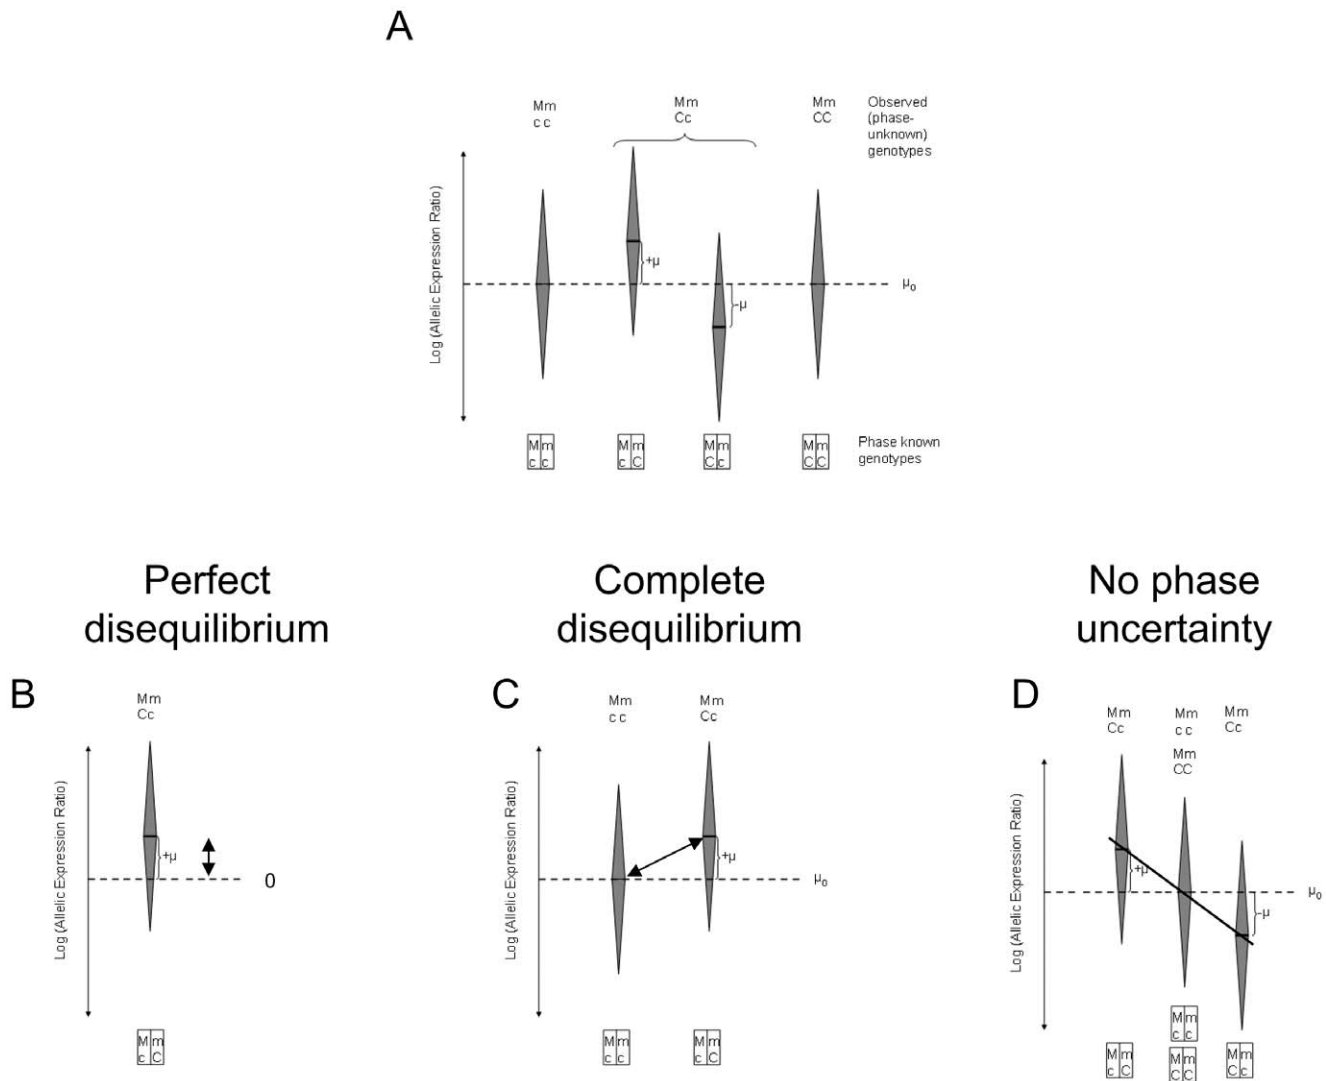 A
Mm
c c
Mm
Cc
Mm
CC
Observed
(phase-
unknown)
genotypes
Log (Allelic Expression Ratio)
+µ
-µ
µ0
M m
c c
M m
c C
M m
C c
M m
C C
Phase known
genotypes
Perfect
disequilibrium
Complete
disequilibrium
No phase
uncertainty
B
Mm
Cc
Log (Allelic Expression Ratio)
+µ
0
M m
c C
C
Mm
c c
Mm
Cc
Log (Allelic Expression Ratio)
+µ
µ0
M m
c c
M m
c C
D
Mm
Cc
Mm
c c
Mm
CC
Mm
Cc
Log (Allelic Expression Ratio)
+µ
-µ
µ0
M m
c C
M m
c c
M m
C C
M m
C c